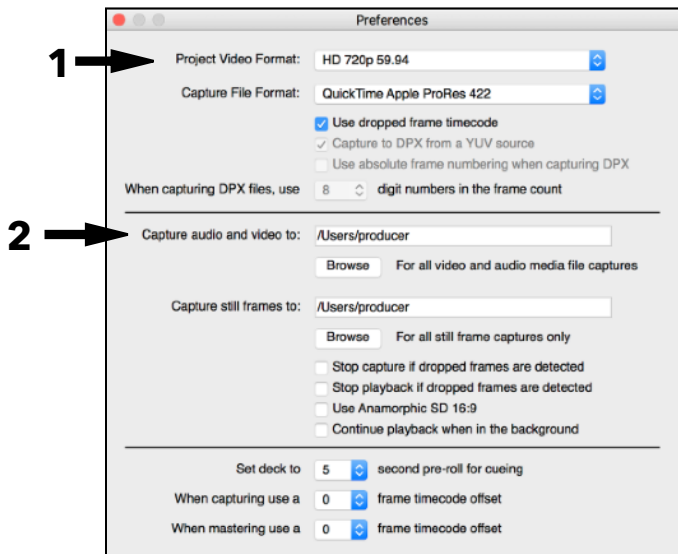 Preferences
1
Project Video Format: HD 720p 59.94
Capture File Format: QuickTime Apple ProRes 422
Use dropped frame timecode
Capture to DPX from a YUV source
Use absolute frame numbering when capturing DPX
When capturing DPX files, use 8 digit numbers in the frame count
2
Capture audio and video to: /Users/producer
Browse For all video and audio media file captures
Capture still frames to: /Users/producer
Browse For all still frame captures only
Stop capture if dropped frames are detected
Stop playback if dropped frames are detected
Use Anamorphic SD 16:9
Continue playback when in the background
Set deck to 5 second pre-roll for cueing
When capturing use a 0 frame timecode offset
When mastering use a 0 frame timecode offset